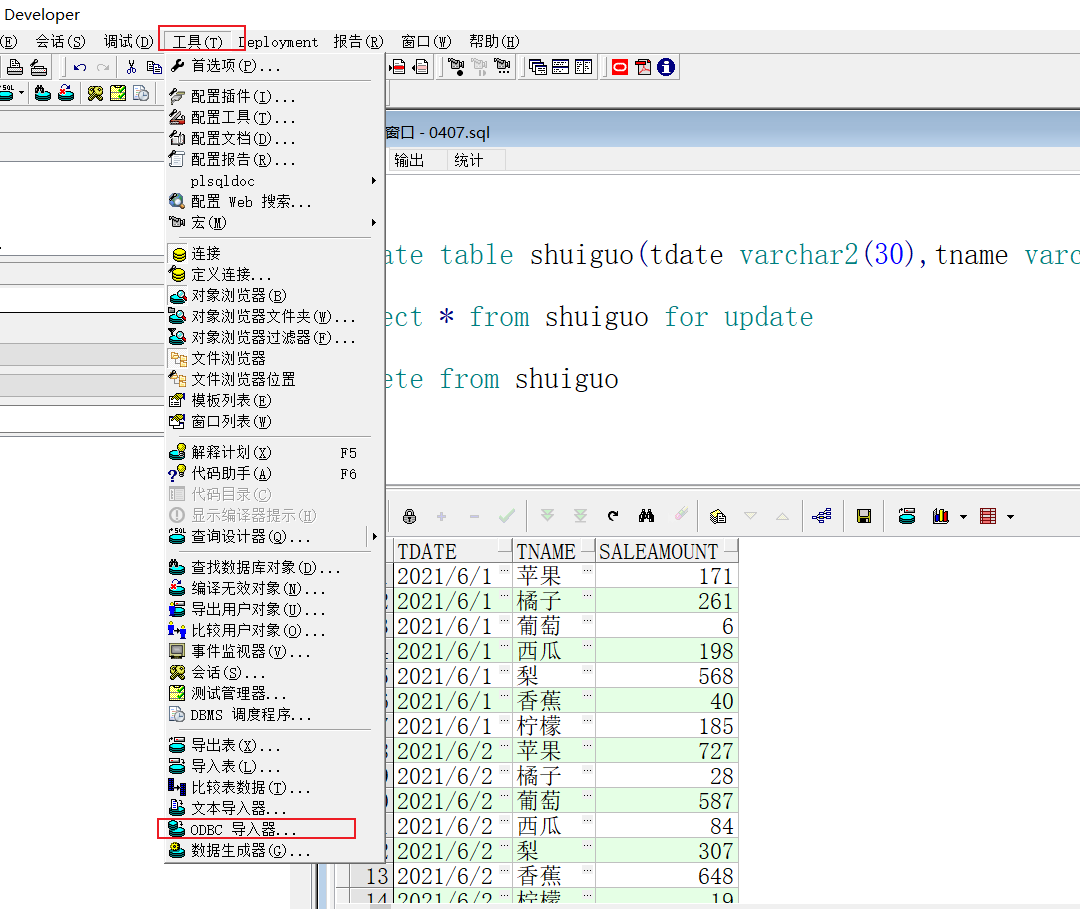 Developer
(E) 会话(S) 调试(D) 工具(T) Deployment 报告(R) 窗口(W) 帮助(H)
首选项(P)...
配置插件(I)...
配置工具(T)...
配置文档(D)...
配置报告(R)...
plsqldoc
配置 Web 搜索...
宏(M)
连接
定义连接...
对象浏览器(B)
对象浏览器文件夹(W)...
对象浏览器过滤器(F)...
文件浏览器
文件浏览器位置
模板列表(E)
窗口列表(W)
解释计划(X) F5
代码助手(A) F6
代码目录(C)
显示编译器提示(H)
查询设计器(Q)...
查找数据库对象(D)...
编译无效对象(N)...
导出用户对象(U)...
比较用户对象(O)...
事件监视器(V)...
会话(S)...
测试管理器...
DBMS 调度程序...
导出表(X)...
导入表(L)...
比较表数据(T)...
文本导入器...
ODBC 导入器...
数据生成器(G)...
窗口 - 0407.sql
输出 统计
ate table shuiguo(tdate varchar2(30),tname varc
ect * from shuiguo for update
ete from shuiguo
TDATE TNAME SALEAMOUNT
2021/6/1 苹果 171
2021/6/1 橘子 261
2021/6/1 葡萄 6
2021/6/1 西瓜 198
2021/6/1 梨 568
2021/6/1 香蕉 40
2021/6/1 柠檬 185
2021/6/2 苹果 727
2021/6/2 橘子 28
2021/6/2 葡萄 587
2021/6/2 西瓜 84
2021/6/2 梨 307
13 2021/6/2 香蕉 648
14 2021/6/2 柠檬 19